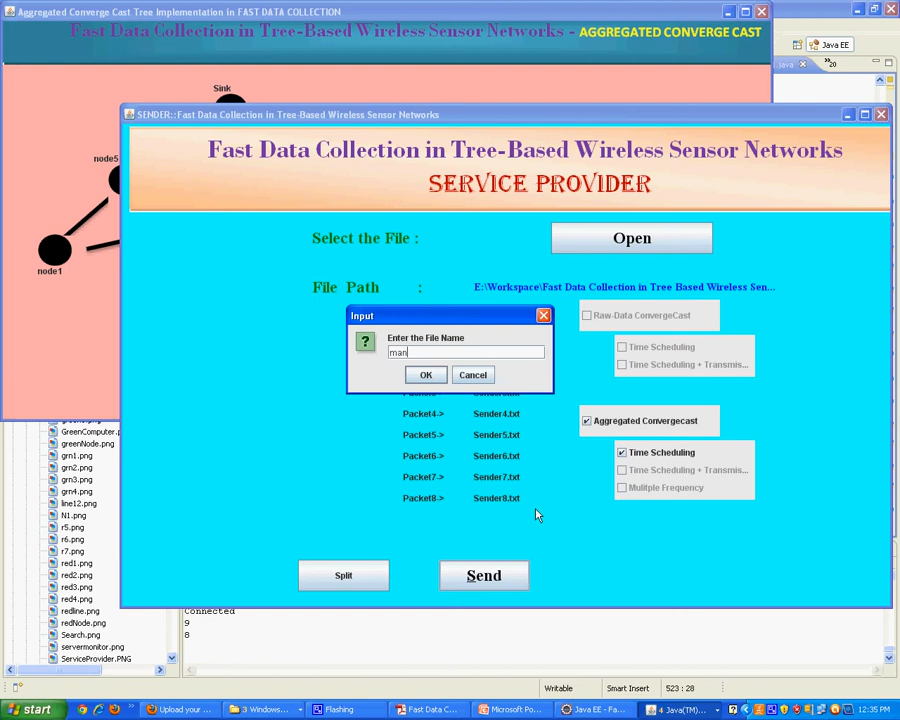 Aggregated Converge Cast Tree Implementation in FAST DATA COLLECTION
Fast Data Collection in Tree-Based Wireless Sensor Networks - AGGREGATED CONVERGE CAST
Java EE
Java
20
Sink
node5
node1
SENDER::Fast Data Collection in Tree-Based Wireless Sensor Networks
Fast Data Collection in Tree-Based Wireless Sensor Networks
SERVICE PROVIDER
Select the File :
Open
File Path :
E:\Workspace\Fast Data Collection in Tree Based Wireless Sen...
Input
Enter the File Name
man
OK
Cancel
Raw-Data ConvergeCast
Time Scheduling
Time Scheduling + Transmis...
Packet4->
Sender4.txt
Packet5->
Sender5.txt
Packet6->
Sender6.txt
Packet7->
Sender7.txt
Packet8->
Sender8.txt
Aggregated Convergecast
Time Scheduling
Time Scheduling + Transmis...
Mulitple Frequency
Split
Send
GreenComputer.p
greenNode.png
grn1.png
grn2.png
grn3.png
grn4.png
line12.png
N1.png
r5.png
r6.png
r7.png
red1.png
red2.png
red3.png
red4.png
redline.png
redNode.png
Search.png
servermonitor.png
ServiceProvider.PNG
Connected
9
8
Writable
Smart Insert
523 : 28
start
Upload your ...
3 Windows...
Flashing
Fast Data C...
Microsoft Po...
Java EE - Fa...
4 Java(TM)...
12:35 PM